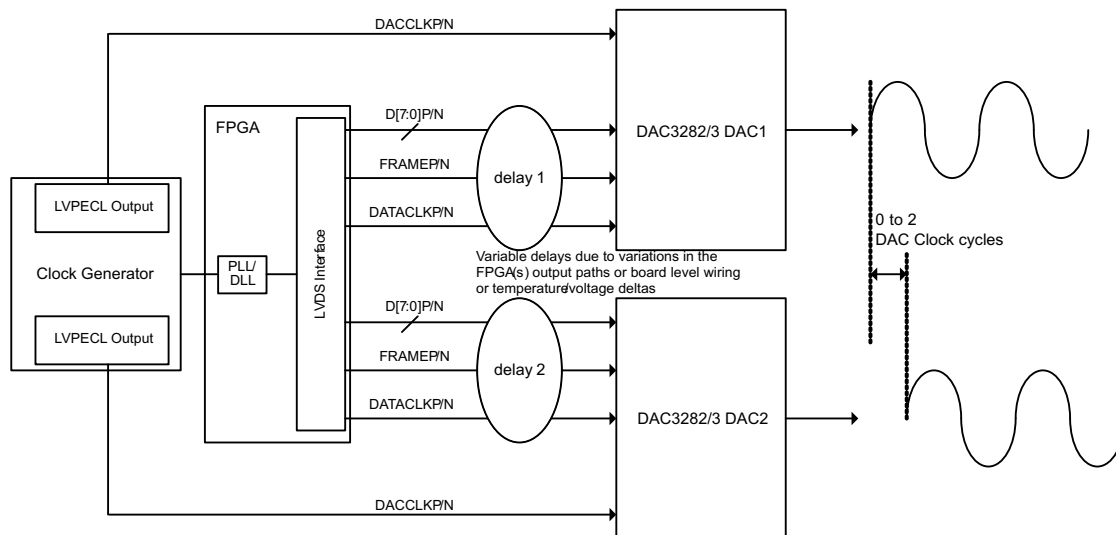 DACCLKP/N
FPGA
D[7:0]P/N
FRAMEP/N
DATACLKP/N
delay 1
DAC3282/3 DAC1
LVPECL Output
Clock Generator
LVPECL Output
PLL/
DLL
LVDS Interface
Variable delays due to variations in the
FPGA(s) output paths or board level wiring
or temperature/voltage deltas
0 to 2
DAC Clock cycles
D[7:0]P/N
FRAMEP/N
DATACLKP/N
delay 2
DAC3282/3 DAC2
DACCLKP/N